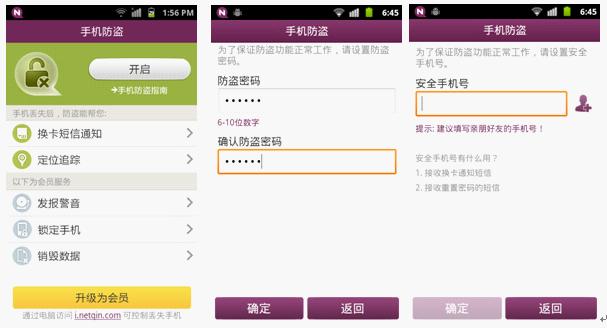 N
1:56 PM
手机防盗
开启
➔手机防盗指南
手机丢失后，防盗能帮您:
换卡短信通知
定位追踪
以下为会员服务
发报警音
锁定手机
销毁数据
升级为会员
通过电脑访问 i.netqin.com 可控制丢失手机
N
6:45
手机防盗
为了保证防盗功能正常工作，请设置防盗
密码。
防盗密码
••••••
6-10位数字
确认防盗密码
••••••
确定
返回
N
6:45
手机防盗
为了保证防盗功能正常工作，请设置安全
手机号。
安全手机号
提示: 建议填写亲朋好友的手机号！
安全手机号有什么用？
1. 接收换卡通知短信
2. 接收重置密码的短信
确定
返回